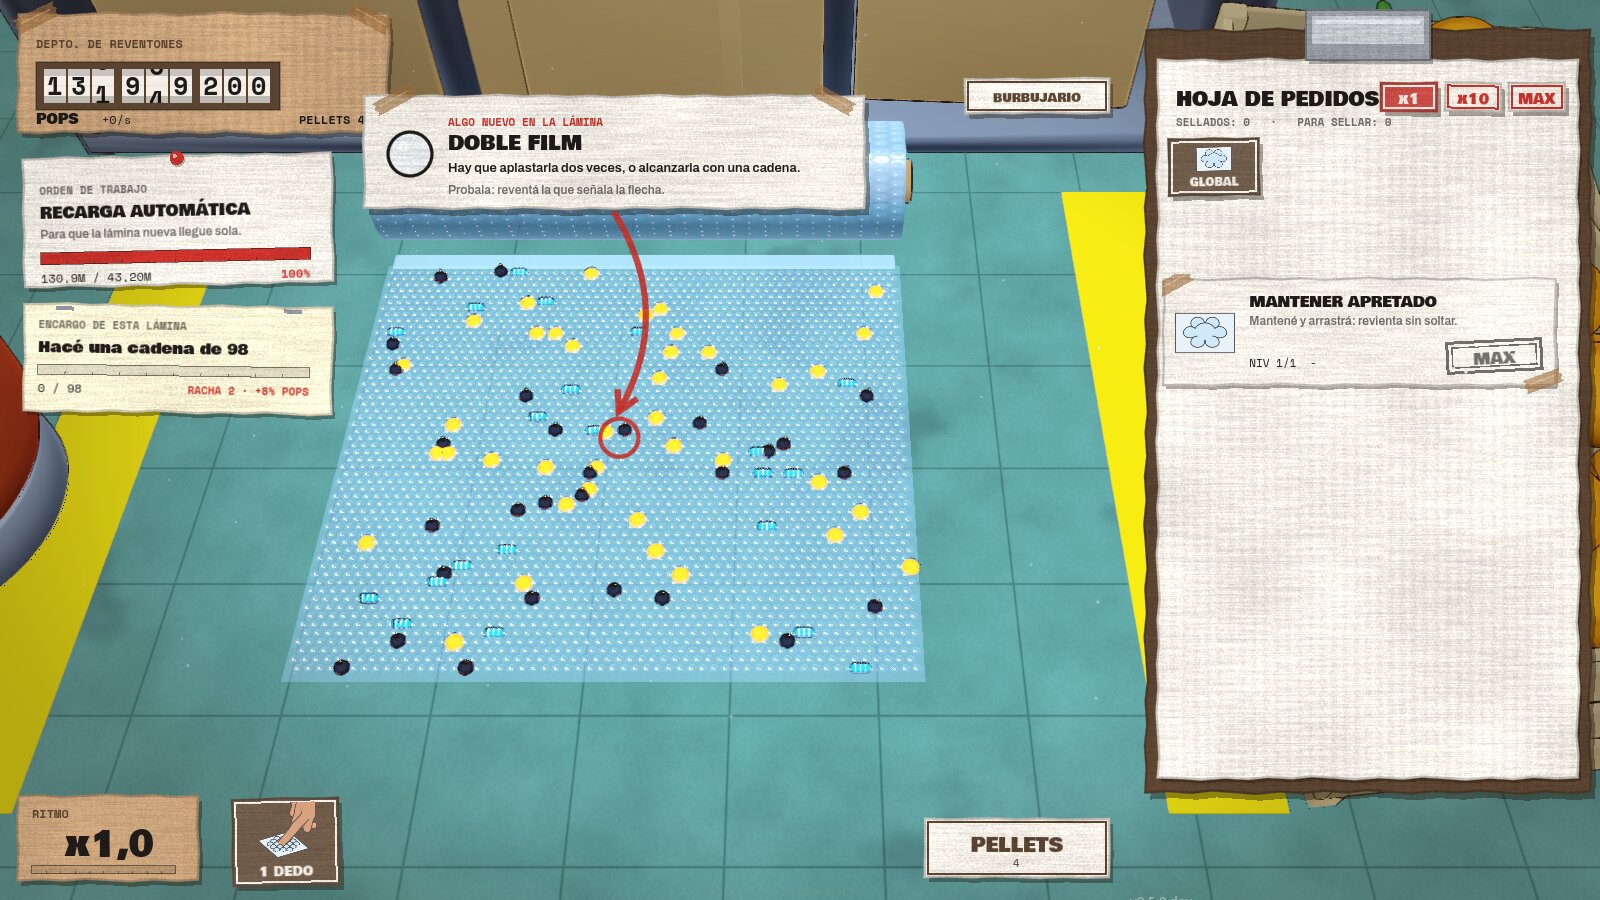 DEPTO. DE REVENTONES
POPS +0/s PELLETS 4
ORDEN DE TRABAJO
RECARGA AUTOMÁTICA
Para que la lámina nueva llegue sola.
130.9M / 43.20M 100%
ENCARGO DE ESTA LÁMINA
Hacé una cadena de 98
0 / 98 RACHA 2 · +8% POPS
ALGO NUEVO EN LA LÁMINA
DOBLE FILM
Hay que aplastarla dos veces, o alcanzarla con una cadena.
Probala: reventá la que señala la flecha.
BURBUJARIO
HOJA DE PEDIDOS x1 x10 MAX
SELLADOS: 0 · PARA SELLAR: 0
GLOBAL
MANTENER APRETADO
Mantené y arrastrá: revienta sin soltar.
NIV 1/1 - MAX
RITMO
x1,0
1 DEDO
PELLETS
4